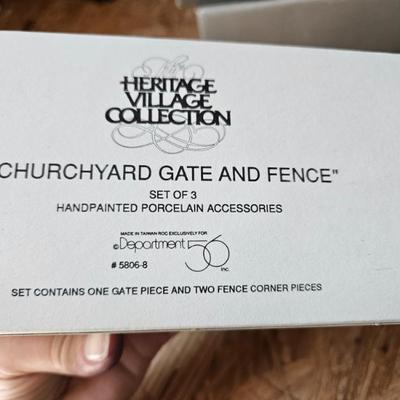 The
HERITAGE
VILLAGE
COLLECTION
CHURCHYARD GATE AND FENCE"
SET OF 3
HANDPAINTED PORCELAIN ACCESSORIES
MADE IN TAIWAN ROC EXCLUSIVELY FOR
©Department 56 inc.
# 5806-8
SET CONTAINS ONE GATE PIECE AND TWO FENCE CORNER PIECES